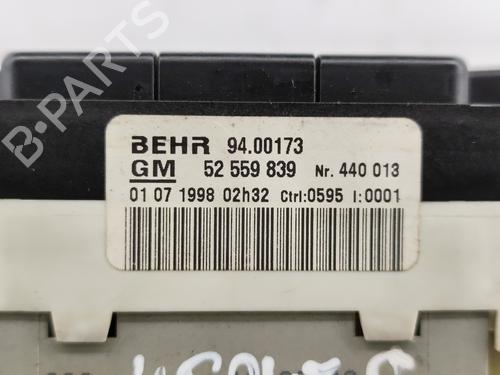 B-PARTS
BEHR 94.00173
GM 52 559 839 Nr. 440 013
01 07 1998 02h32 Ctrl:0595 I:0001